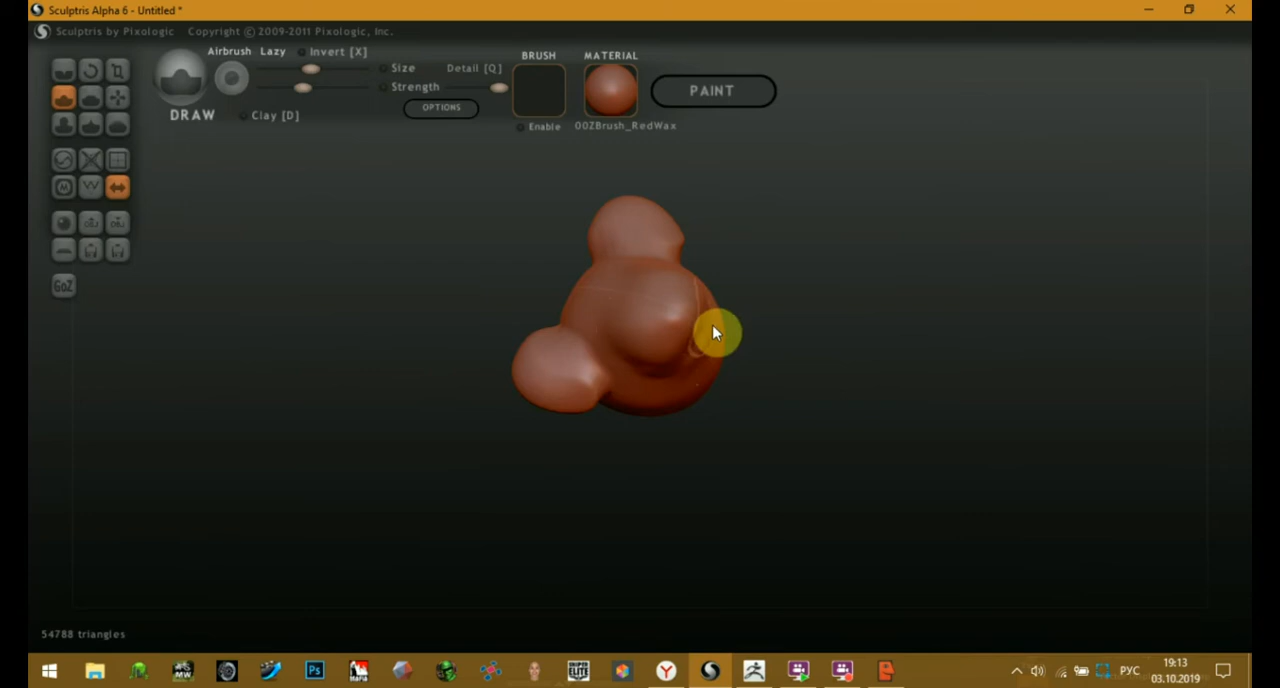 Sculptris Alpha 6 - Untitled *
Sculptris by Pixologic Copyright © 2009-2011 Pixologic, Inc.
Airbrush Lazy Invert [X]
BRUSH
MATERIAL
Size
Detail [Q]
Strength
PAINT
OPTIONS
DRAW
Clay [D]
Enable
00ZBrush_RedWax
GoZ
54788 triangles
Ps
РУС
19:13
03.10.2019